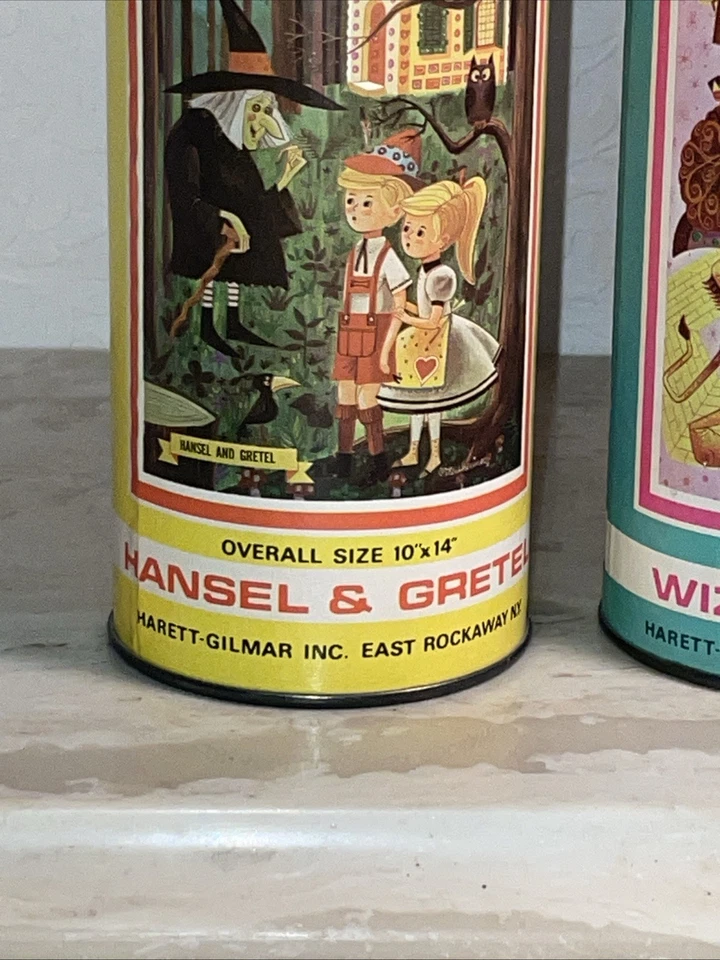 HANSEL AND GRETEL
OVERALL SIZE 10"x14"
HANSEL & GRETEL
HARETT-GILMAR INC. EAST ROCKAWAY N.Y.
WIZ
HARETT-